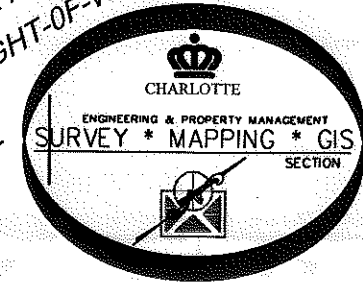 GHT-OF-
CHARLOTTE
ENGINEERING & PROPERTY MANAGEMENT
SURVEY * MAPPING * GIS
SECTION